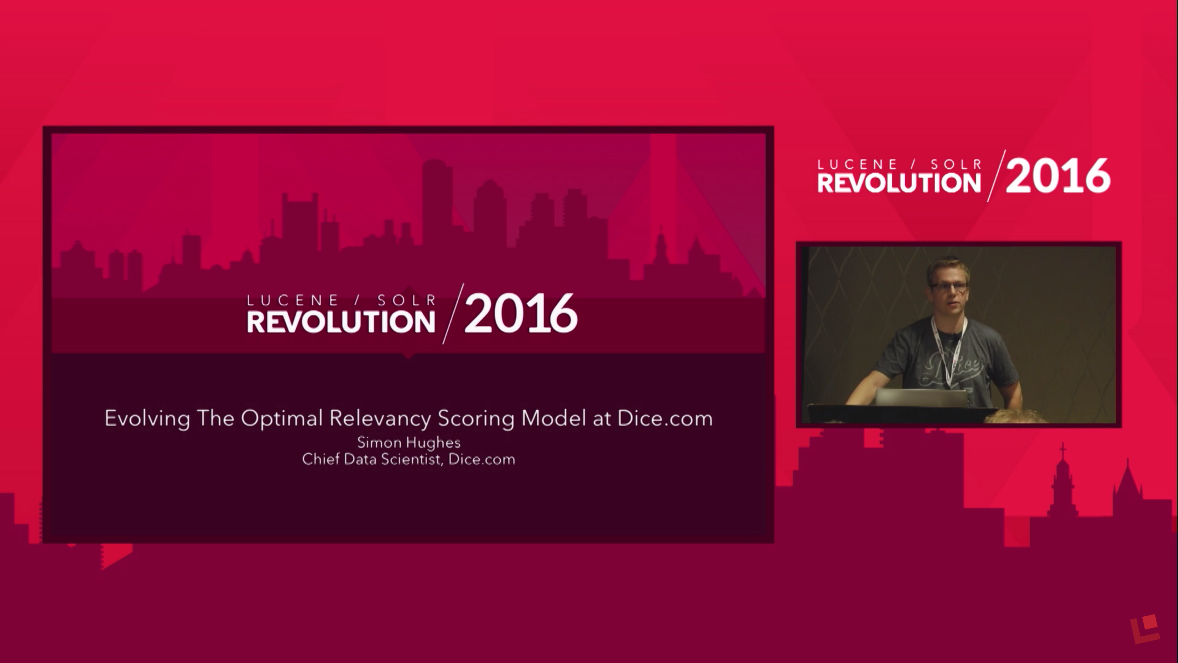 LUCENE / SOLR
REVOLUTION / 2016
Evolving The Optimal Relevancy Scoring Model at Dice.com
Simon Hughes
Chief Data Scientist, Dice.com
LUCENE / SOLR
REVOLUTION / 2016
Dice